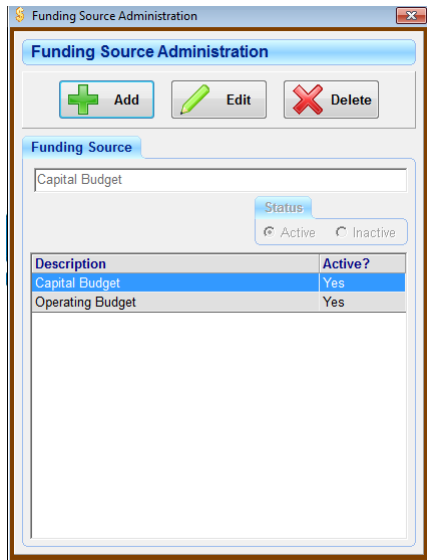 Funding Source Administration
Funding Source Administration
Add Edit Delete
Funding Source
Capital Budget
Status
Active Inactive
Description Active?
Capital Budget Yes
Operating Budget Yes